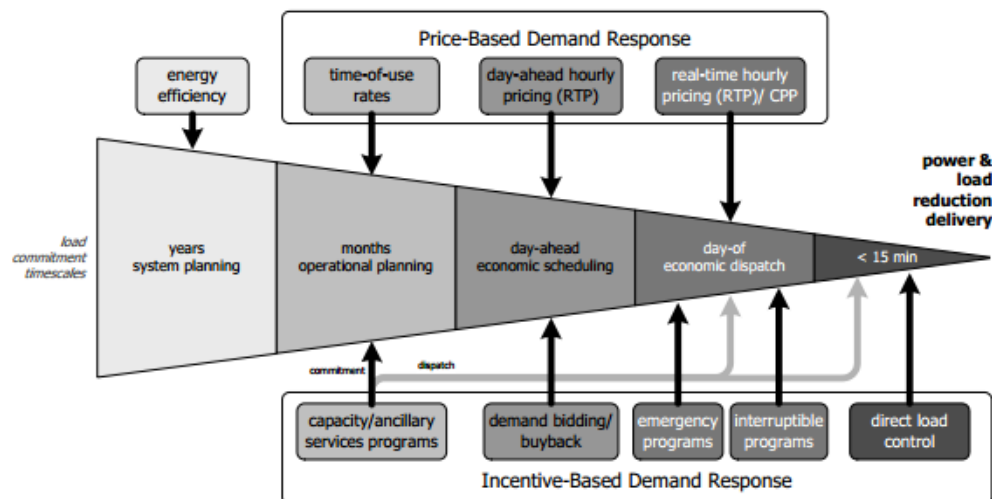 Price-Based Demand Response
energy
efficiency
time-of-use
rates
day-ahead hourly
pricing (RTP)
real-time hourly
pricing (RTP)/ CPP
power &
load
reduction
delivery
load
commitment
timescales
years
system planning
months
operational planning
day-ahead
economic scheduling
day-of
economic dispatch
< 15 min
commitment
dispatch
capacity/ancillary
services programs
demand bidding/
buyback
emergency
programs
interruptible
programs
direct load
control
Incentive-Based Demand Response